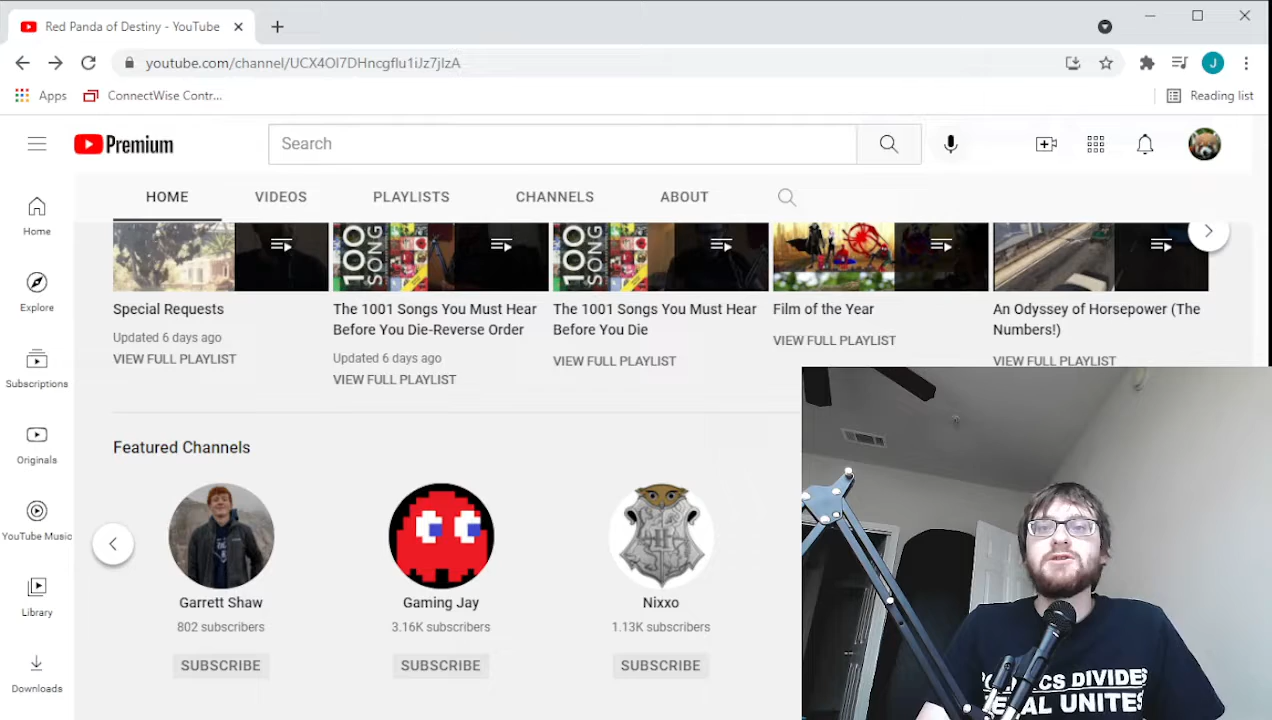 Red Panda of Destiny - YouTube
youtube.com/channel/UCX4OI7DHncgflu1iJz7jIzA
J
Apps
ConnectWise Contr...
Reading list
Premium
Search
HOME
VIDEOS
PLAYLISTS
CHANNELS
ABOUT
Home
Explore
Subscriptions
Originals
YouTube Music
Library
Downloads
100
SONG
100
SONG
Special Requests
Updated 6 days ago
VIEW FULL PLAYLIST
The 1001 Songs You Must Hear
Before You Die-Reverse Order
Updated 6 days ago
VIEW FULL PLAYLIST
The 1001 Songs You Must Hear
Before You Die
VIEW FULL PLAYLIST
Film of the Year
VIEW FULL PLAYLIST
An Odyssey of Horsepower (The
Numbers!)
VIEW FULL PLAYLIST
Featured Channels
Garrett Shaw
802 subscribers
SUBSCRIBE
Gaming Jay
3.16K subscribers
SUBSCRIBE
Nixxo
1.13K subscribers
SUBSCRIBE
DIVIDES
UNITES